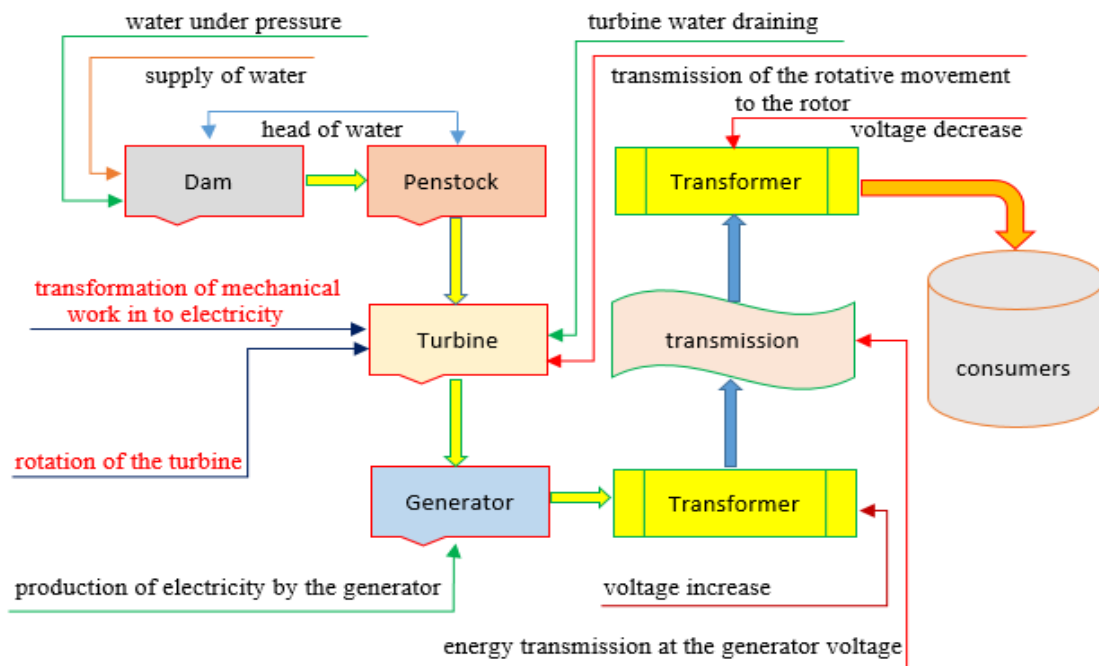 water under pressure
turbine water draining
supply of water
transmission of the rotative movement
to the rotor
head of water
voltage decrease
Dam
Penstock
Transformer
transformation of mechanical
work in to electricity
Turbine
transmission
consumers
rotation of the turbine
Generator
Transformer
production of electricity by the generator
voltage increase
energy transmission at the generator voltage